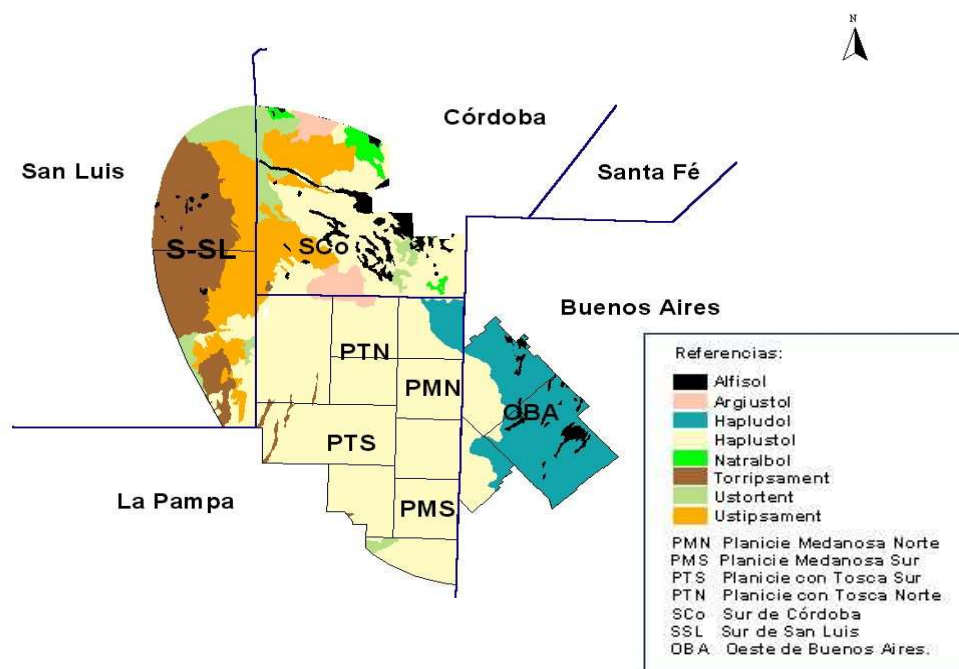 N
Córdoba
San Luis
Santa Fé
S-SL
SCo
Buenos Aires
PTN
PMN
OBA
PTS
La Pampa
PMS
Referencias:
Alfisol
Argiustol
Hapludol
Haplustol
Natralbol
Torripsament
Ustortent
Ustipsament
PMN Planicie Medanosa Norte
PMS Planicie Medanosa Sur
PTS Planicie con Tosca Sur
PTN Planicie con Tosca Norte
SCo Sur de Córdoba
SSL Sur de San Luis
OBA Oeste de Buenos Aires.